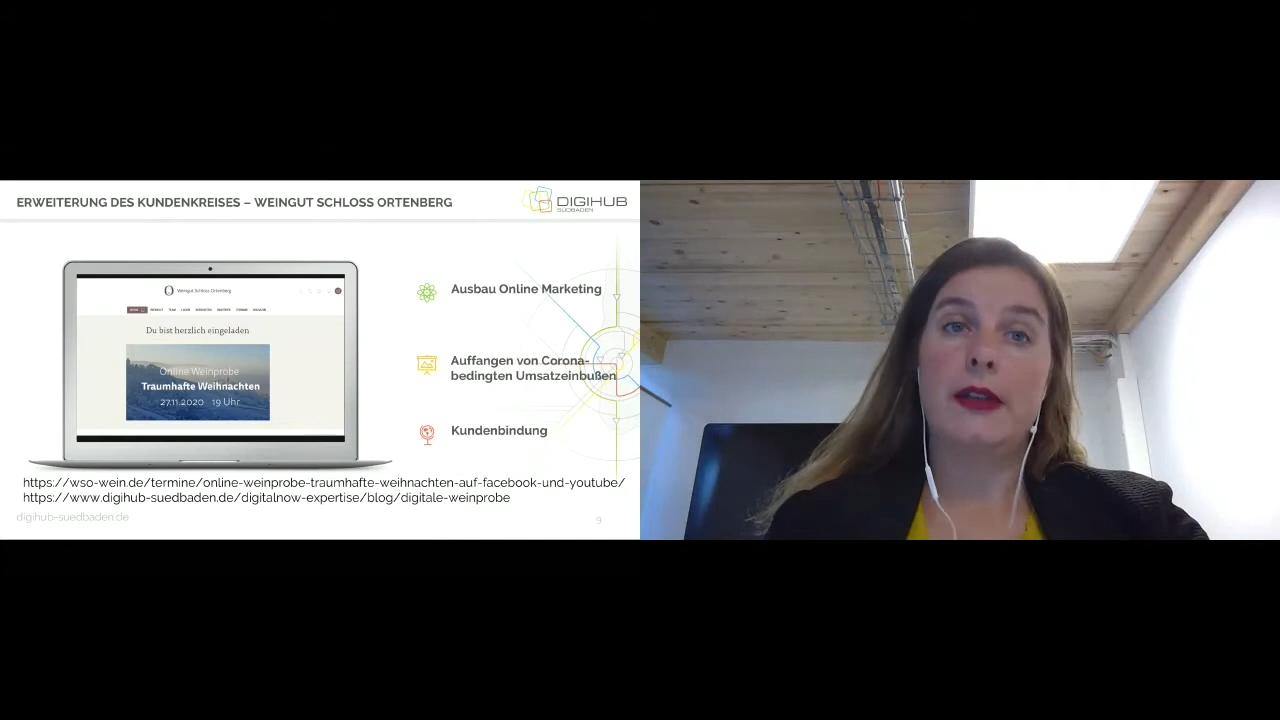 ERWEITERUNG DES KUNDENKREISES – WEINGUT SCHLOSS ORTENBERG
DIGIHUB
SÜDBADEN
Weingut Schloss Ortenberg
Du bist herzlich eingeladen
Online Weinprobe
Traumhafte Weihnachten
27.11.2020 19 Uhr
Ausbau Online Marketing
Auffangen von Corona-
bedingten Umsatzeinbußen
Kundenbindung
https://wso-wein.de/termine/online-weinprobe-traumhafte-weihnachten-auf-facebook-und-youtube/
https://www.digihub-suedbaden.de/digitalnow-expertise/blog/digitale-weinprobe
digihub-suedbaden.de
9